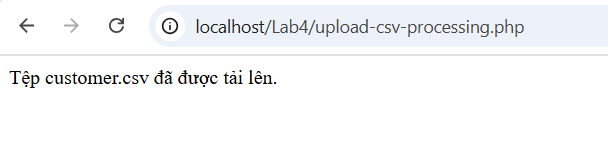 localhost/Lab4/upload-csv-processing.php
Tệp customer.csv đã được tải lên.